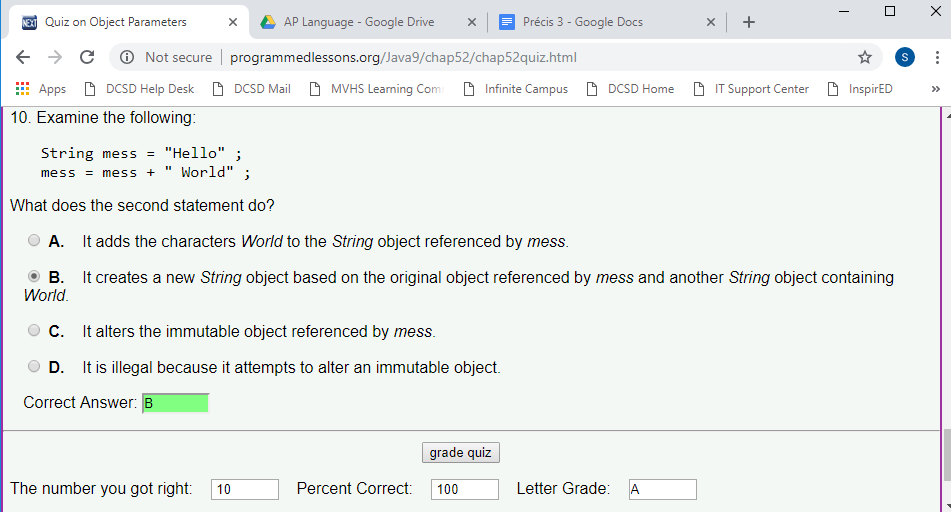 NEXT Quiz on Object Parameters
AP Language - Google Drive
Précis 3 - Google Docs
Not secure | programmedlessons.org/Java9/chap52/chap52quiz.html
S
Apps DCSD Help Desk DCSD Mail MVHS Learning Com Infinite Campus DCSD Home IT Support Center InspirED »
10. Examine the following:
String mess = "Hello" ;
mess = mess + " World" ;
What does the second statement do?
A. It adds the characters World to the String object referenced by mess.
B. It creates a new String object based on the original object referenced by mess and another String object containing
World.
C. It alters the immutable object referenced by mess.
D. It is illegal because it attempts to alter an immutable object.
Correct Answer: B
grade quiz
The number you got right: 10 Percent Correct: 100 Letter Grade: A